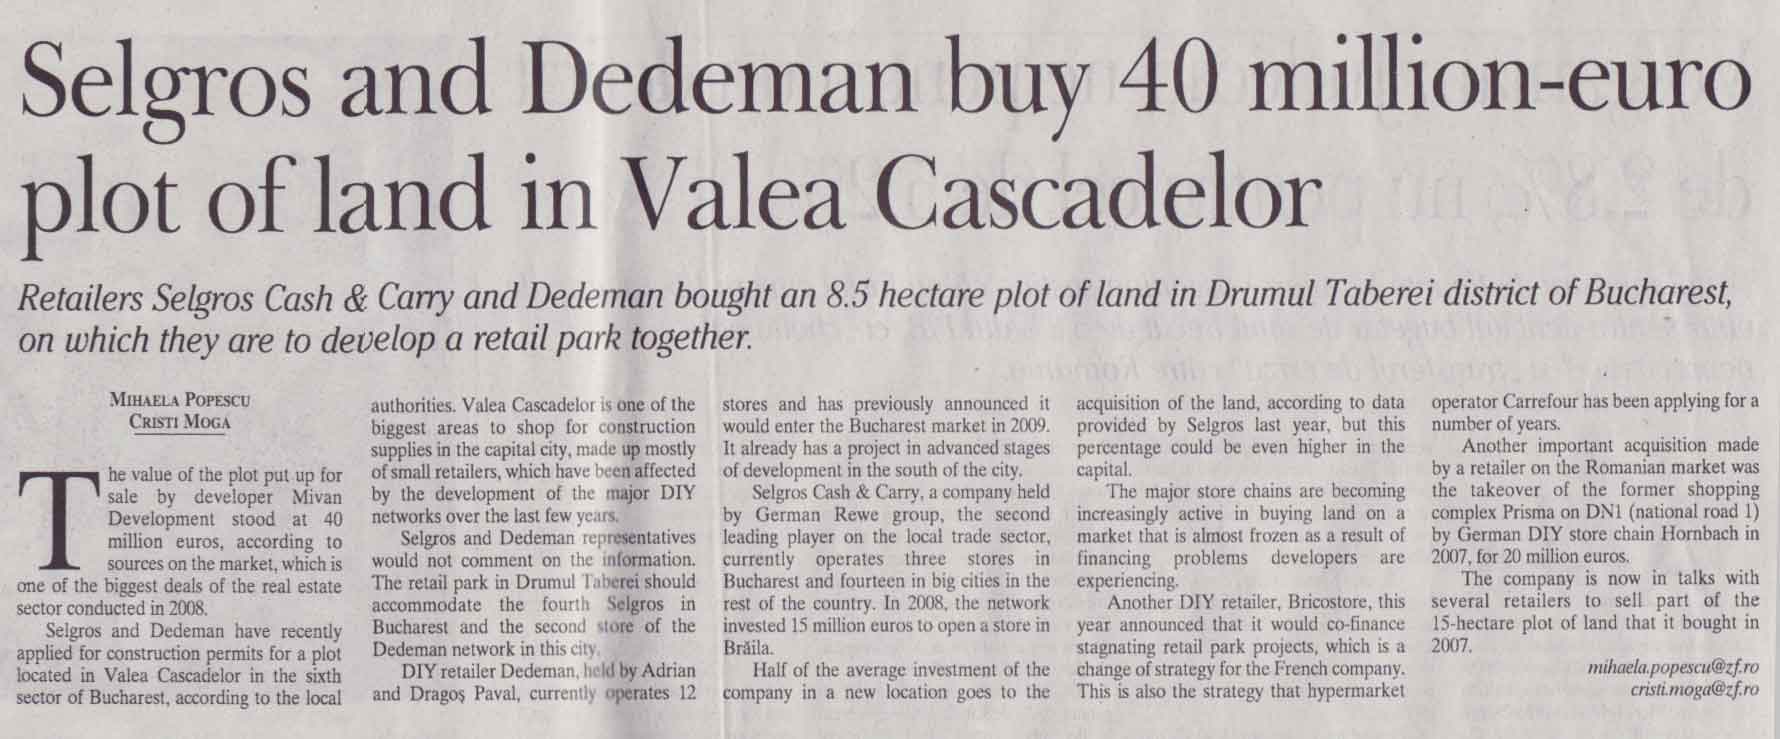 Selgros and Dedeman buy 40 million-euro
plot of land in Valea Cascadelor
Retailers Selgros Cash & Carry and Dedeman bought an 8.5 hectare plot of land in Drumul Taberei district of Bucharest,
on which they are to develop a retail park together.
MIHAELA POPESCU
CRISTI MOGA
The value of the plot put up for
sale by developer Mivan
Development stood at 40
million euros, according to
sources on the market, which is
one of the biggest deals of the real estate
sector conducted in 2008.
Selgros and Dedeman have recently
applied for construction permits for a plot
located in Valea Cascadelor in the sixth
sector of Bucharest, according to the local
authorities. Valea Cascadelor is one of the
biggest areas to shop for construction
supplies in the capital city, made up mostly
of small retailers, which have been affected
by the development of the major DIY
networks over the last few years.
Selgros and Dedeman representatives
would not comment on the information.
The retail park in Drumul Taberei should
accommodate the fourth Selgros in
Bucharest and the second store of the
Dedeman network in this city.
DIY retailer Dedeman, held by Adrian
and Dragoș Paval, currently operates 12
stores and has previously announced it
would enter the Bucharest market in 2009.
It already has a project in advanced stages
of development in the south of the city.
Selgros Cash & Carry, a company held
by German Rewe group, the second
leading player on the local trade sector,
currently operates three stores in
Bucharest and fourteen in big cities in the
rest of the country. In 2008, the network
invested 15 million euros to open a store in
Brăila.
Half of the average investment of the
company in a new location goes to the
acquisition of the land, according to data
provided by Selgros last year, but this
percentage could be even higher in the
capital.
The major store chains are becoming
increasingly active in buying land on a
market that is almost frozen as a result of
financing problems developers are
experiencing.
Another DIY retailer, Bricostore, this
year announced that it would co-finance
stagnating retail park projects, which is a
change of strategy for the French company.
This is also the strategy that hypermarket
operator Carrefour has been applying for a
number of years.
Another important acquisition made
by a retailer on the Romanian market was
the takeover of the former shopping
complex Prisma on DN1 (national road 1)
by German DIY store chain Hornbach in
2007, for 20 million euros.
The company is now in talks with
several retailers to sell part of the
15-hectare plot of land that it bought in
2007.
mihaela.popescu@zf.ro
cristi.moga@zf.ro